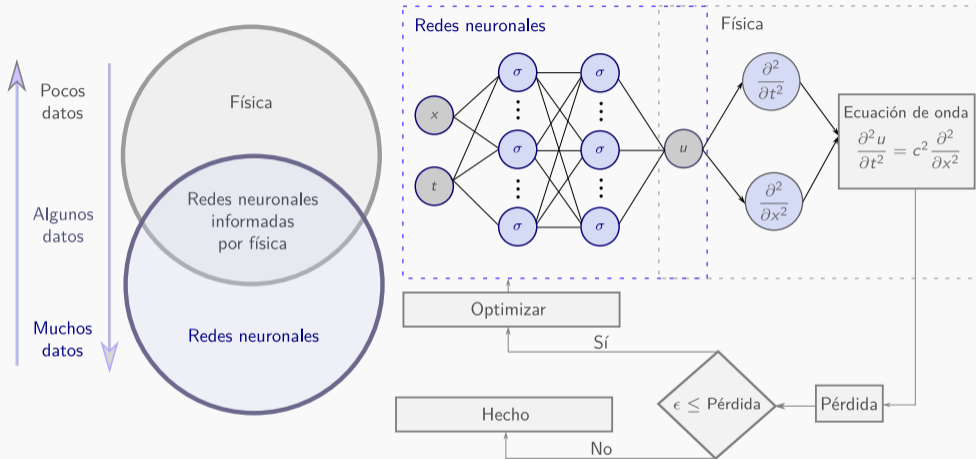 Pocos
datos
Algunos
datos
Muchos
datos
Física
Redes neuronales
informadas
por física
Redes neuronales
Redes neuronales
Física
x
t
σ
σ
σ
σ
σ
σ
u
∂²/∂t²
∂²/∂x²
Ecuación de onda
∂²u/∂t² = c² ∂²/∂x²
Optimizar
Sí
ϵ ≤ Pérdida
Pérdida
Hecho
No